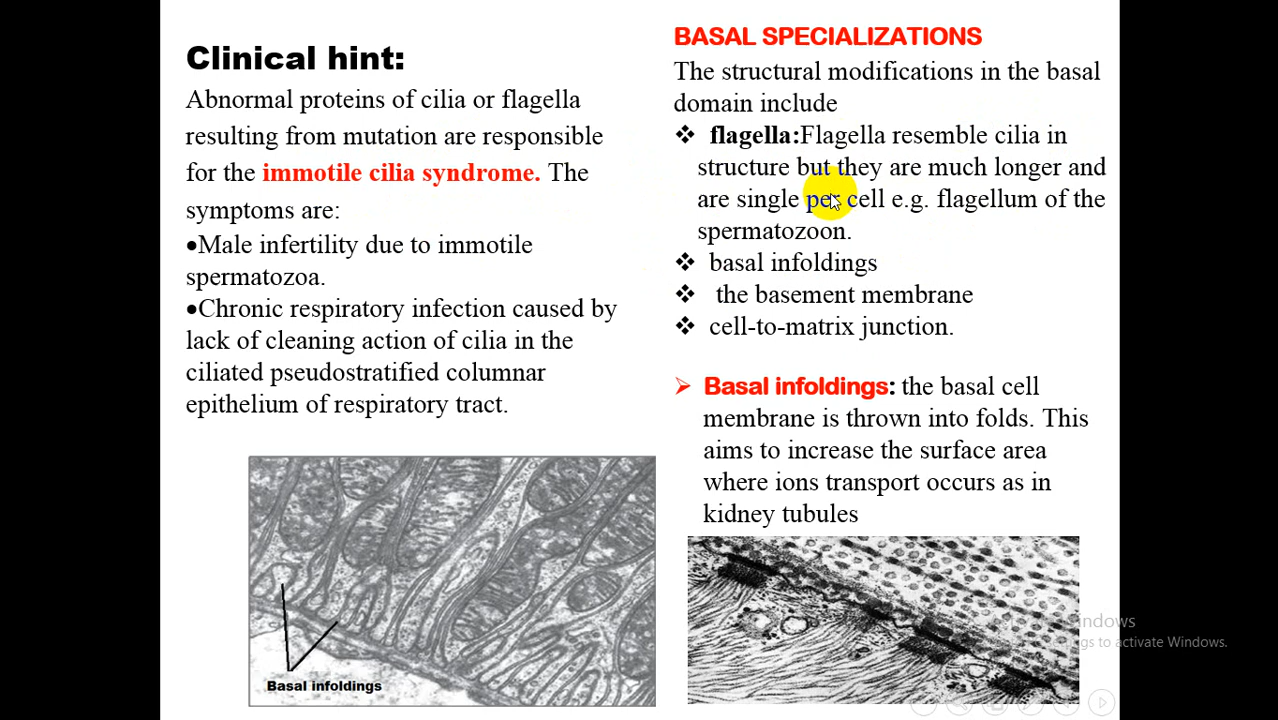 Clinical hint:
Abnormal proteins of cilia or flagella
resulting from mutation are responsible
for the immotile cilia syndrome. The
symptoms are:
•Male infertility due to immotile
spermatozoa.
•Chronic respiratory infection caused by
lack of cleaning action of cilia in the
ciliated pseudostratified columnar
epithelium of respiratory tract.
Basal infoldings
BASAL SPECIALIZATIONS
The structural modifications in the basal
domain include
❖ flagella:Flagella resemble cilia in
structure but they are much longer and
are single per cell e.g. flagellum of the
spermatozoon.
❖ basal infoldings
❖ the basement membrane
❖ cell-to-matrix junction.
➢ Basal infoldings: the basal cell
membrane is thrown into folds. This
aims to increase the surface area
where ions transport occurs as in
kidney tubules
to activate Windows.